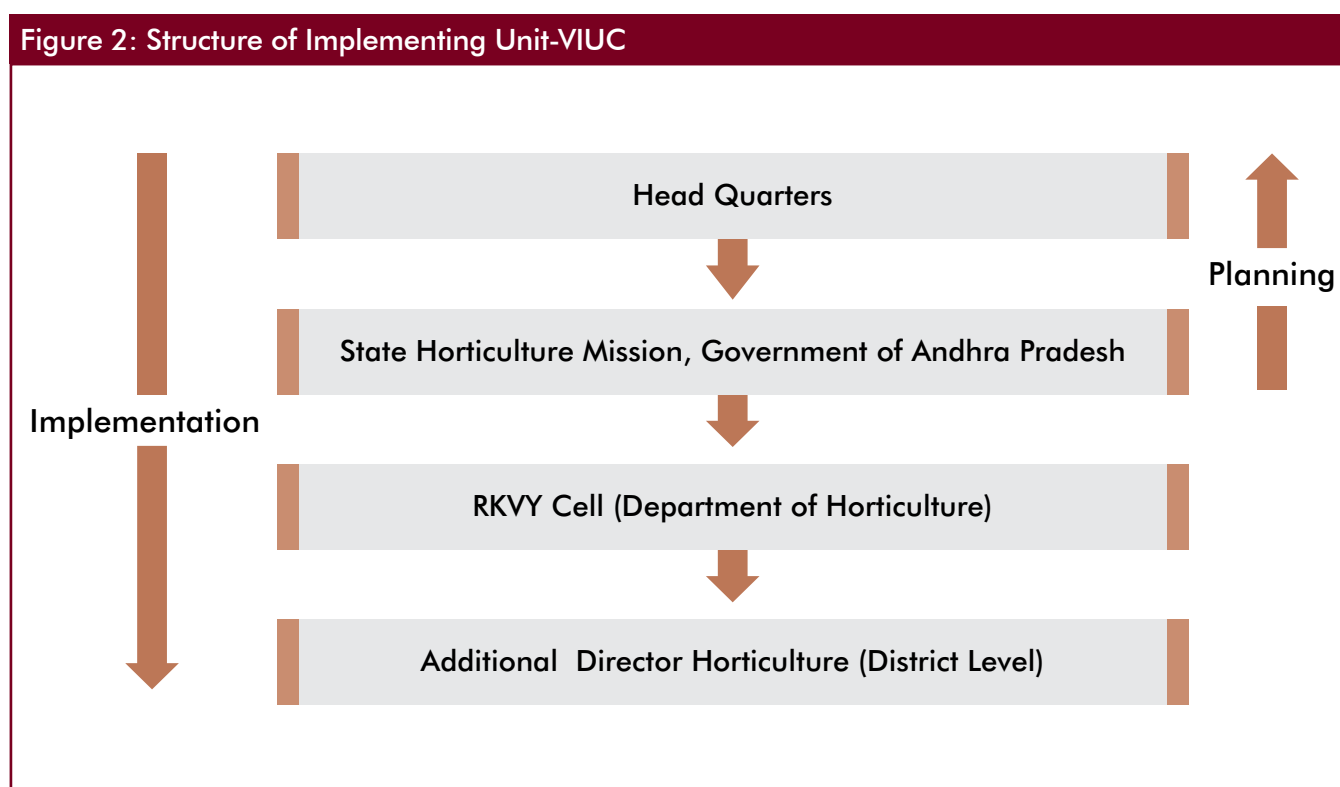 Figure 2: Structure of Implementing Unit-VIUC
Head Quarters
Planning
State Horticulture Mission, Government of Andhra Pradesh
Implementation
RKVY Cell (Department of Horticulture)
Additional Director Horticulture (District Level)